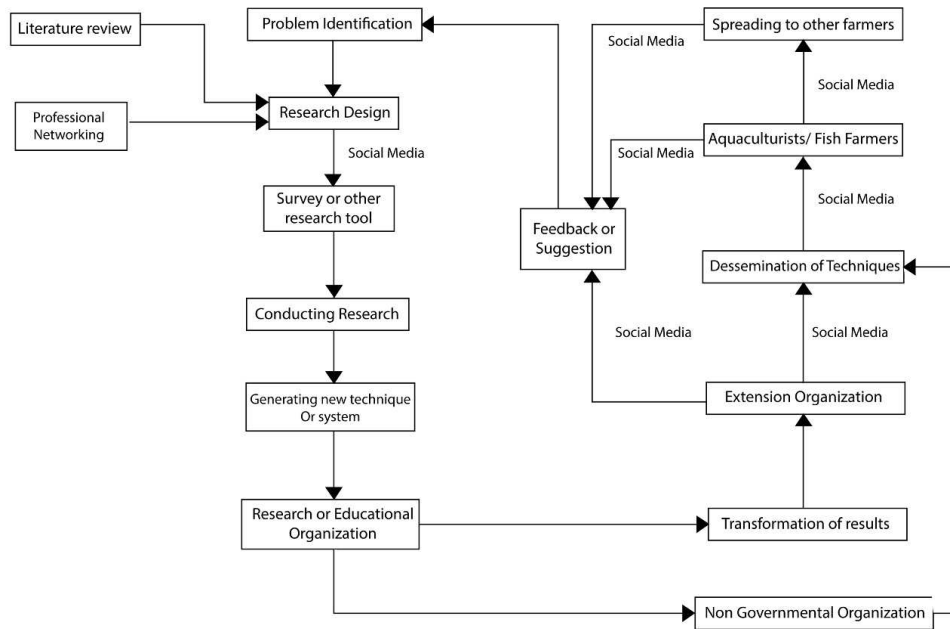 Literature review
Problem Identification
Social Media
Spreading to other farmers
Professional
Networking
Research Design
Social Media
Social Media
Aquaculturists/ Fish Farmers
Social Media
Survey or other
research tool
Social Media
Feedback or
Suggestion
Dessemination of Techniques
Conducting Research
Social Media
Social Media
Generating new technique
Or system
Extension Organization
Research or Educational
Organization
Transformation of results
Non Governmental Organization